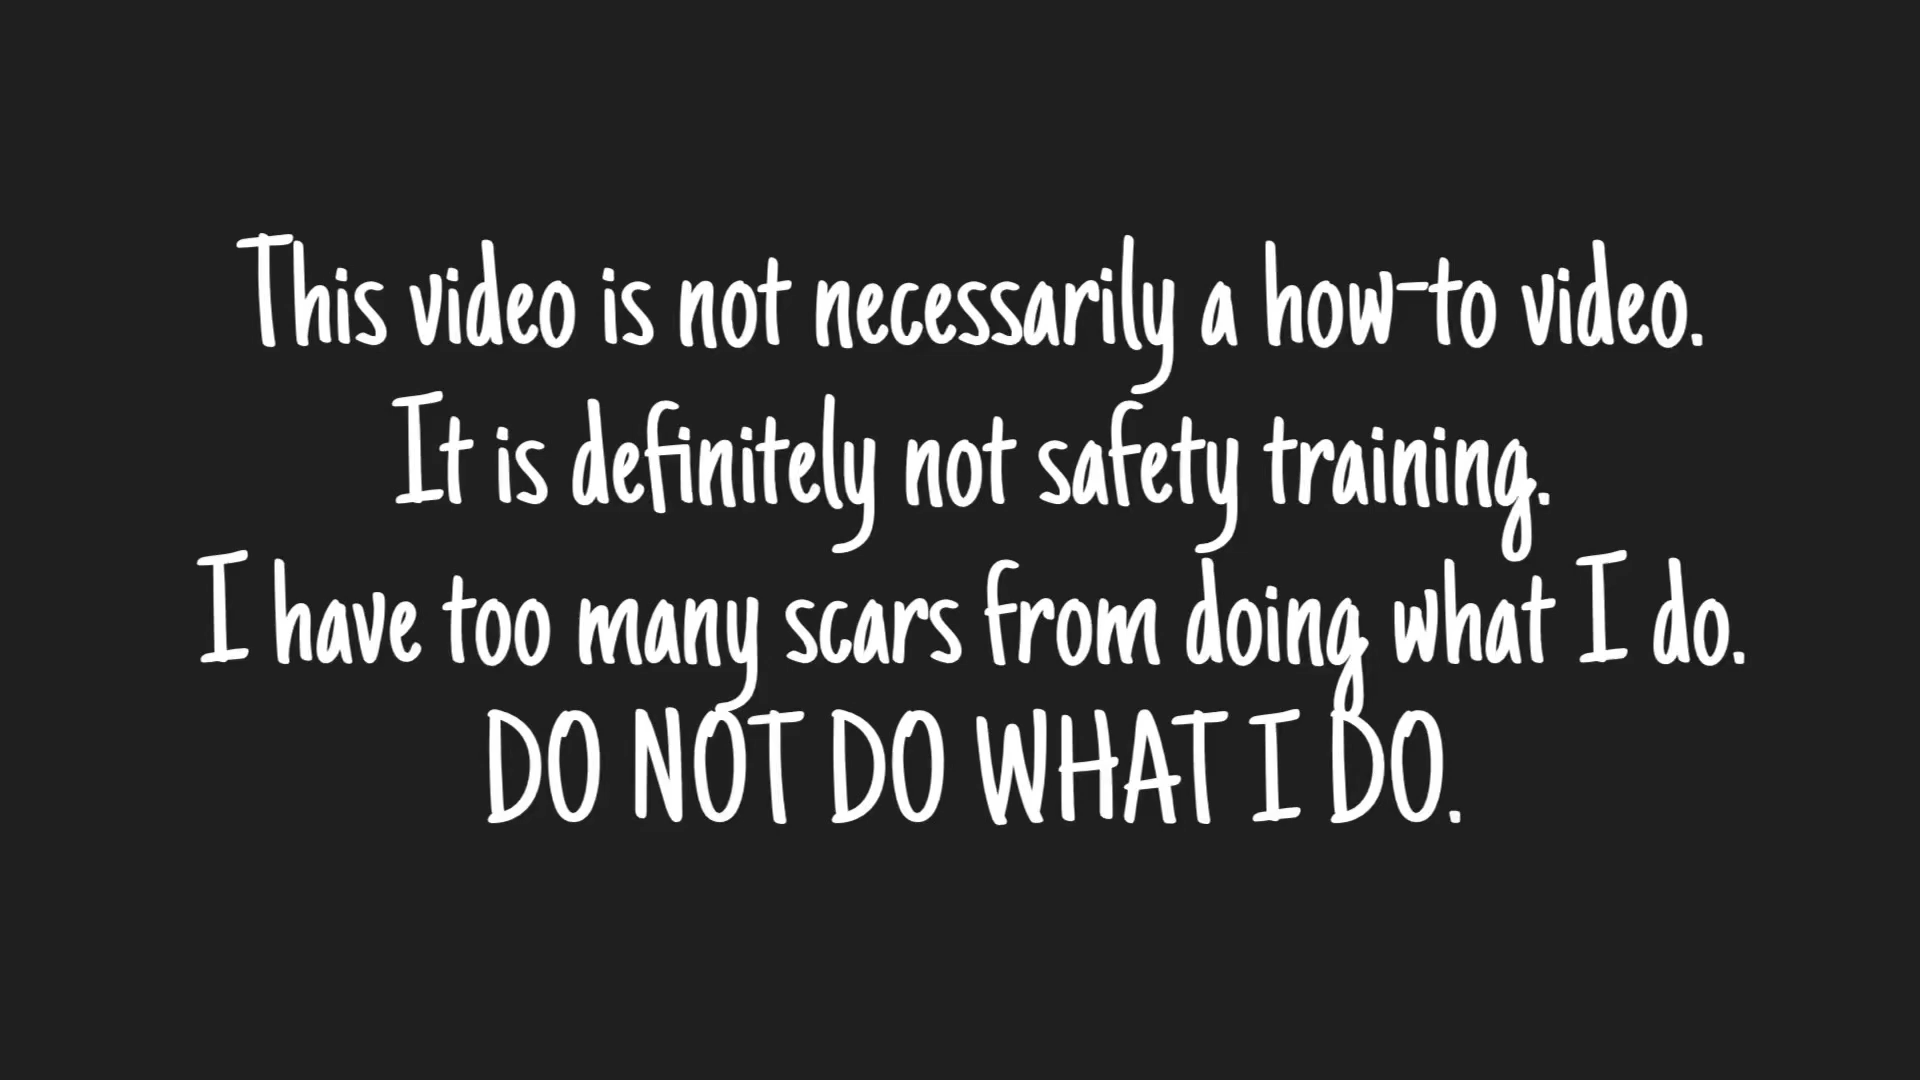 This video is not necessarily a how-to video.
It is definitely not safety training.
I have too many scars from doing what I do.
DO NOT DO WHAT I DO.